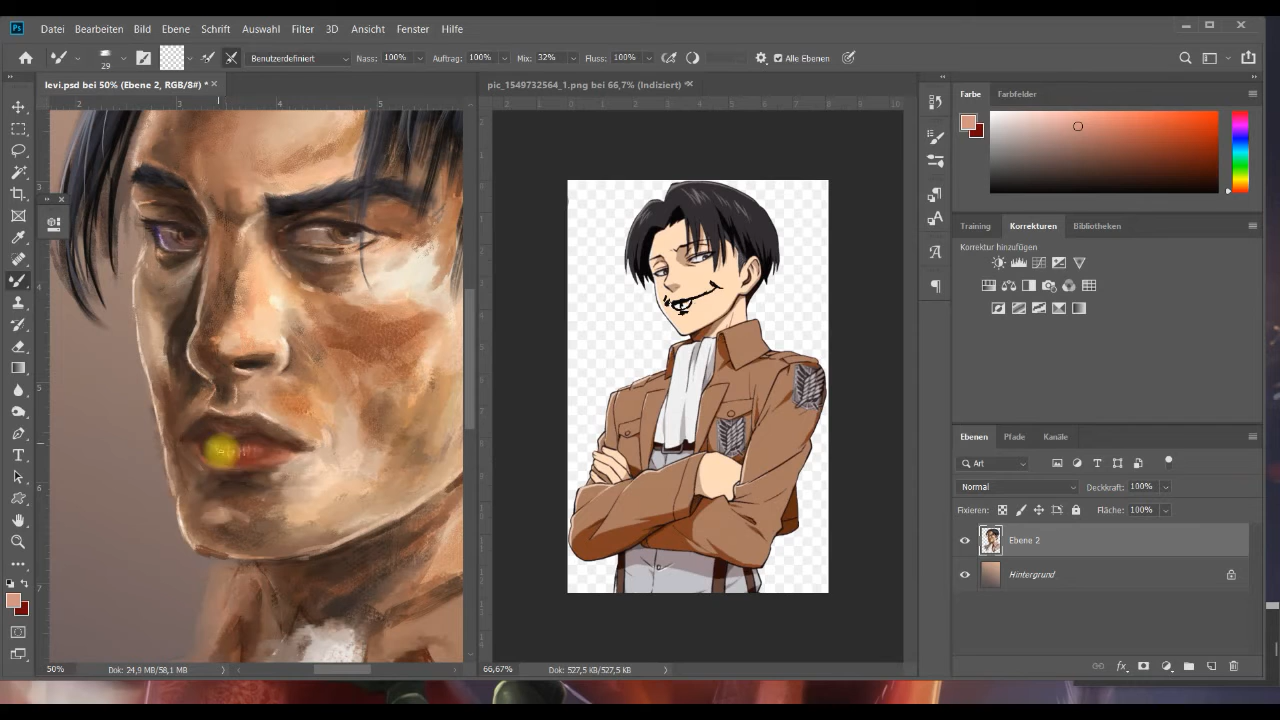 Ps Datei Bearbeiten Bild Ebene Schrift Auswahl Filter 3D Ansicht Fenster Hilfe
29 Benutzerdefiniert Nass: 100% Auftrag: 100% Mix: 32% Fluss: 100% Alle Ebenen
levi.psd bei 50% (Ebene 2, RGB/8#) *
pic_1549732564_1.png bei 66,7% (Indiziert)
Farbe Farbfelder
Training Korrekturen Bibliotheken
Korrektur hinzufügen
Ebenen Pfade Kanäle
Art
Normal Deckkraft: 100%
Fixieren: Fläche: 100%
Ebene 2
Hintergrund
50% Dok: 24,9 MB/58,1 MB
66,67% Dok: 527,5 KB/527,5 KB